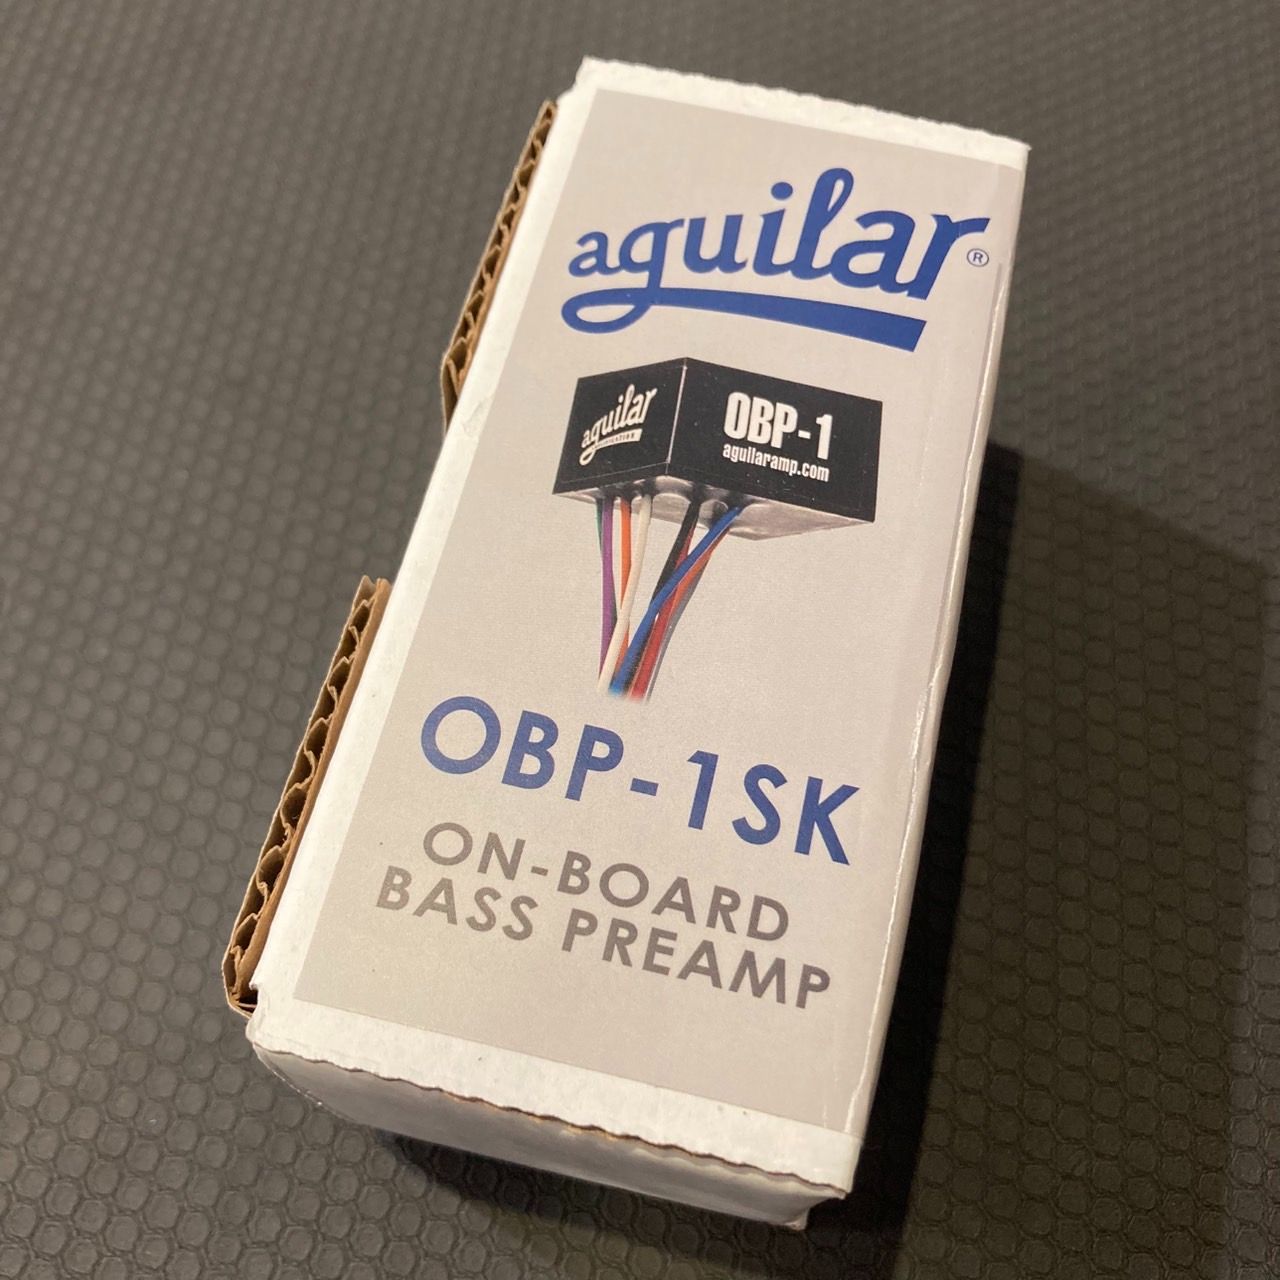 aguilar®
aguilar
OBP-1
aguilaramp.com
OBP-1SK
ON-BOARD
BASS PREAMP